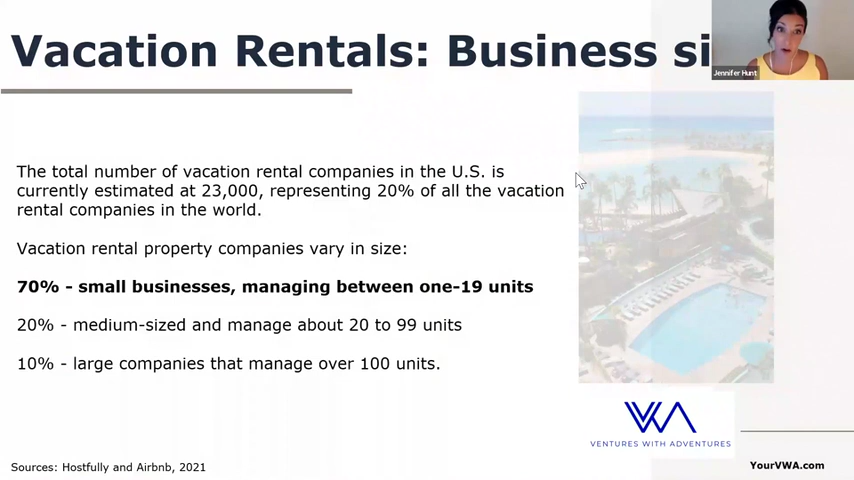 Vacation Rentals: Business si
Jennifer Hunt
The total number of vacation rental companies in the U.S. is
currently estimated at 23,000, representing 20% of all the vacation
rental companies in the world.
Vacation rental property companies vary in size:
70% - small businesses, managing between one-19 units
20% - medium-sized and manage about 20 to 99 units
10% - large companies that manage over 100 units.
VWA
VENTURES WITH ADVENTURES
Sources: Hostfully and Airbnb, 2021
YourVWA.com